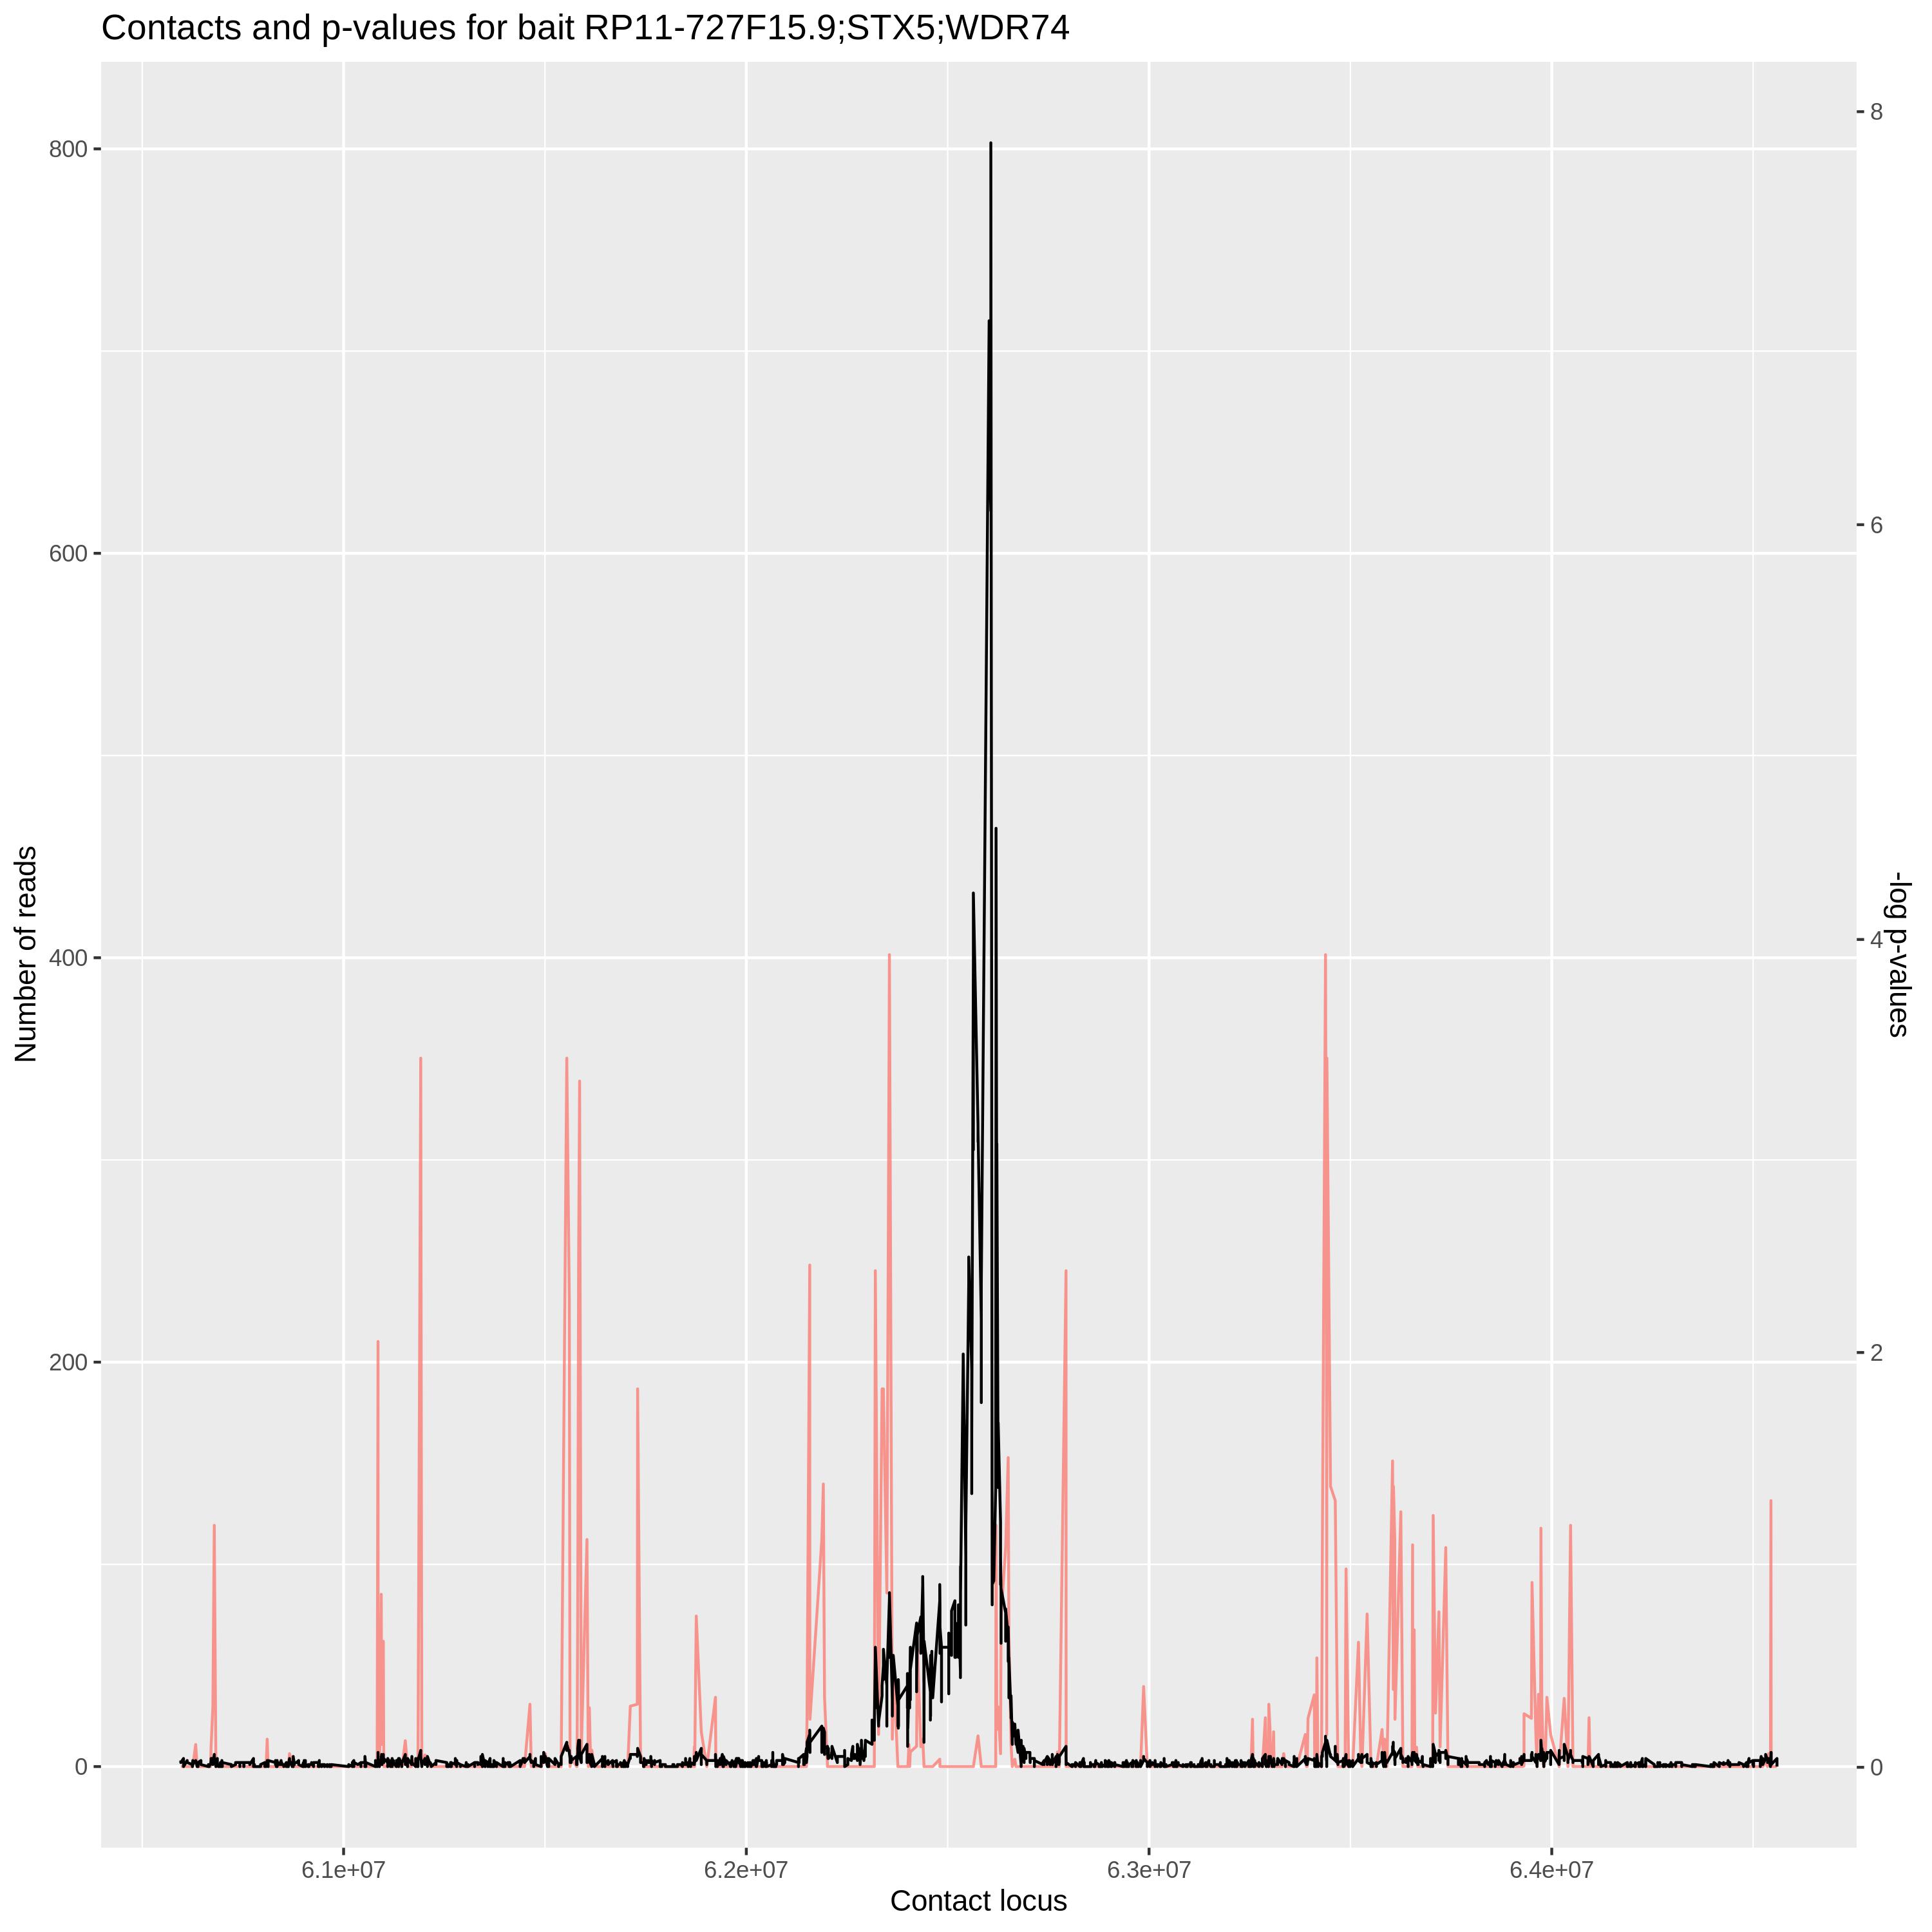 Contacts and p-values for bait RP11-727F15.9;STX5;WDR74
800
600
400
200
0
Number of reads
8
6
4
2
0
-log p-values
6.1e+07
6.2e+07
6.3e+07
6.4e+07
Contact locus